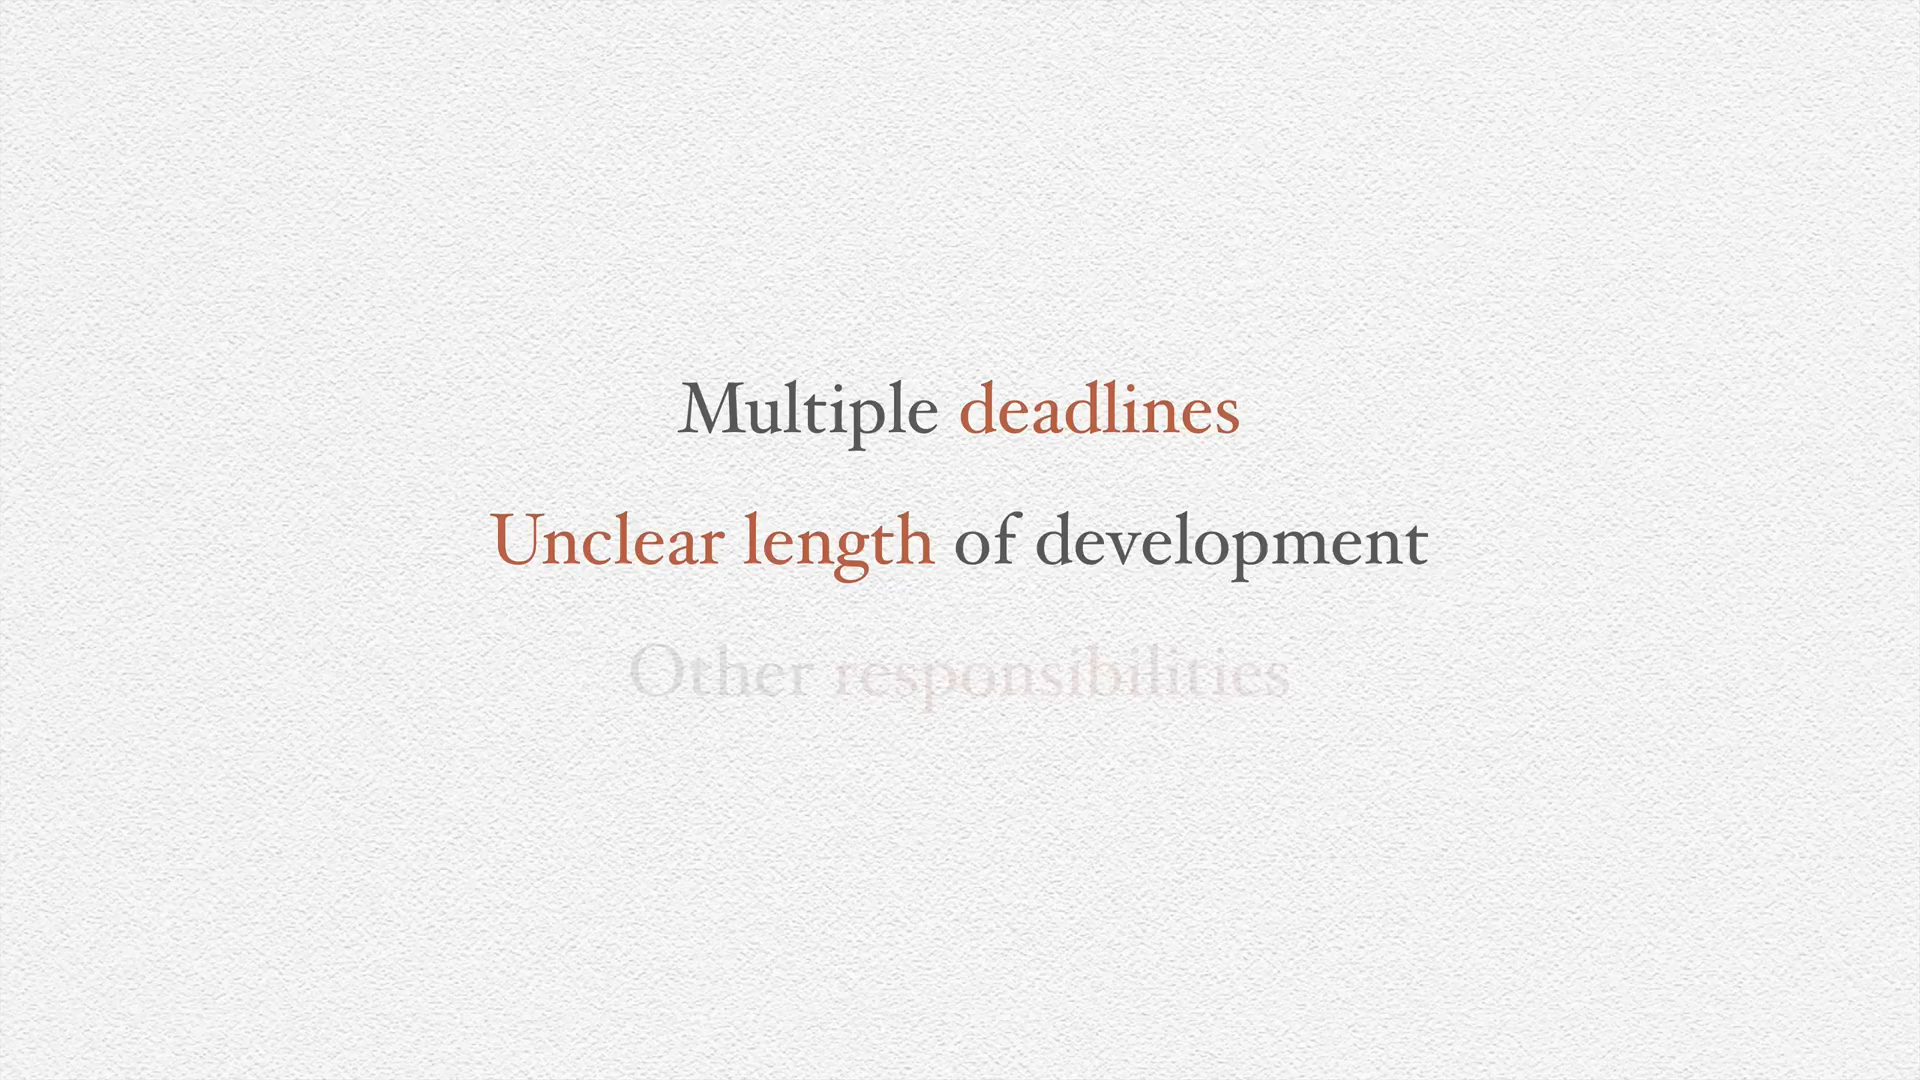 Multiple deadlines
Unclear length of development
Other responsibilities